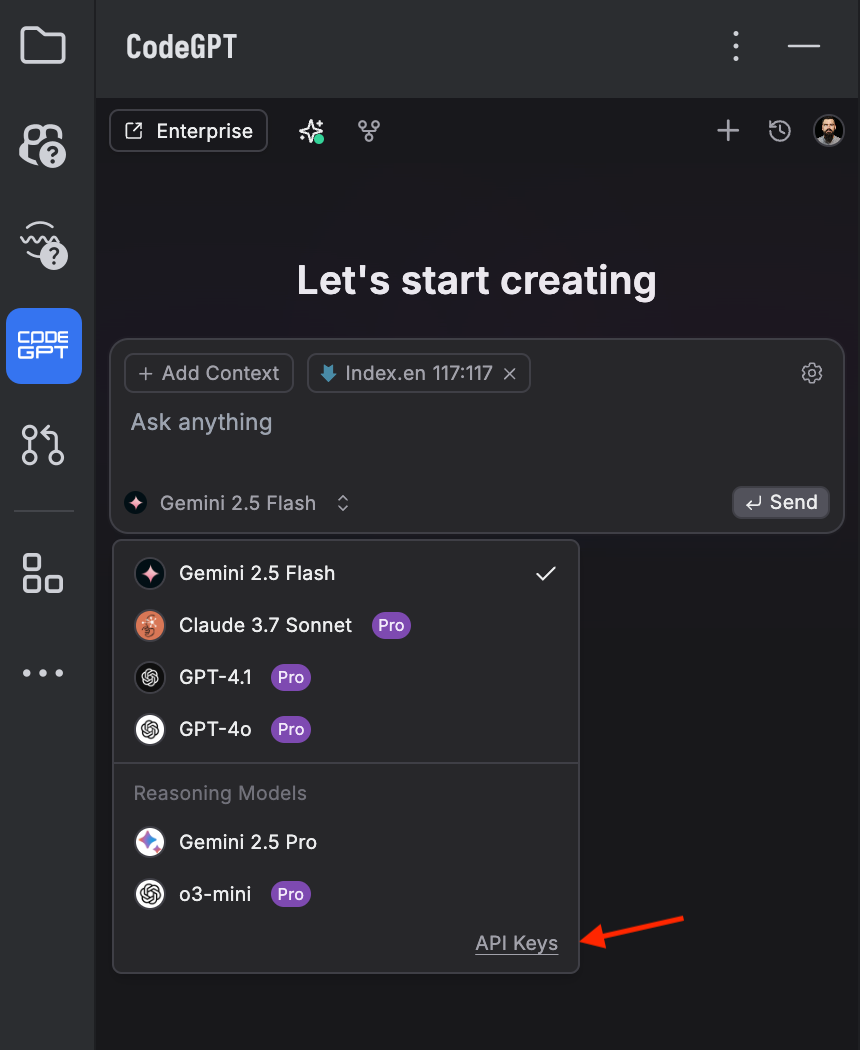 CodeGPT
Enterprise
Let's start creating
CODE
GPT
+ Add Context
Index.en 117:117 ×
Ask anything
Gemini 2.5 Flash
Send
Gemini 2.5 Flash
Claude 3.7 Sonnet Pro
GPT-4.1 Pro
GPT-4o Pro
Reasoning Models
Gemini 2.5 Pro
o3-mini Pro
API Keys